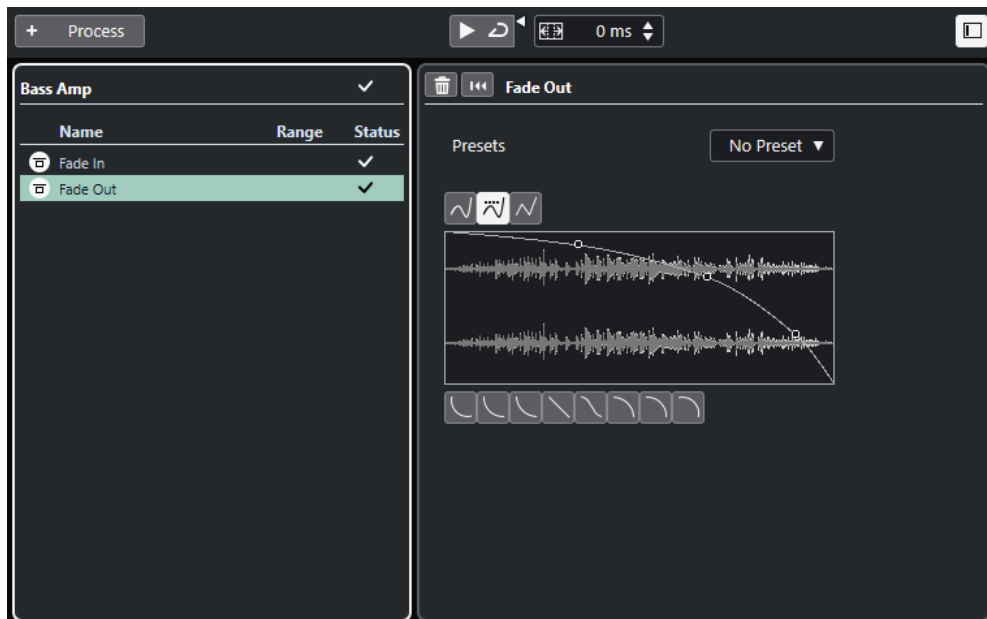 + Process
0 ms
Bass Amp
Fade Out
Name Range Status
Presets No Preset
Fade In
Fade Out